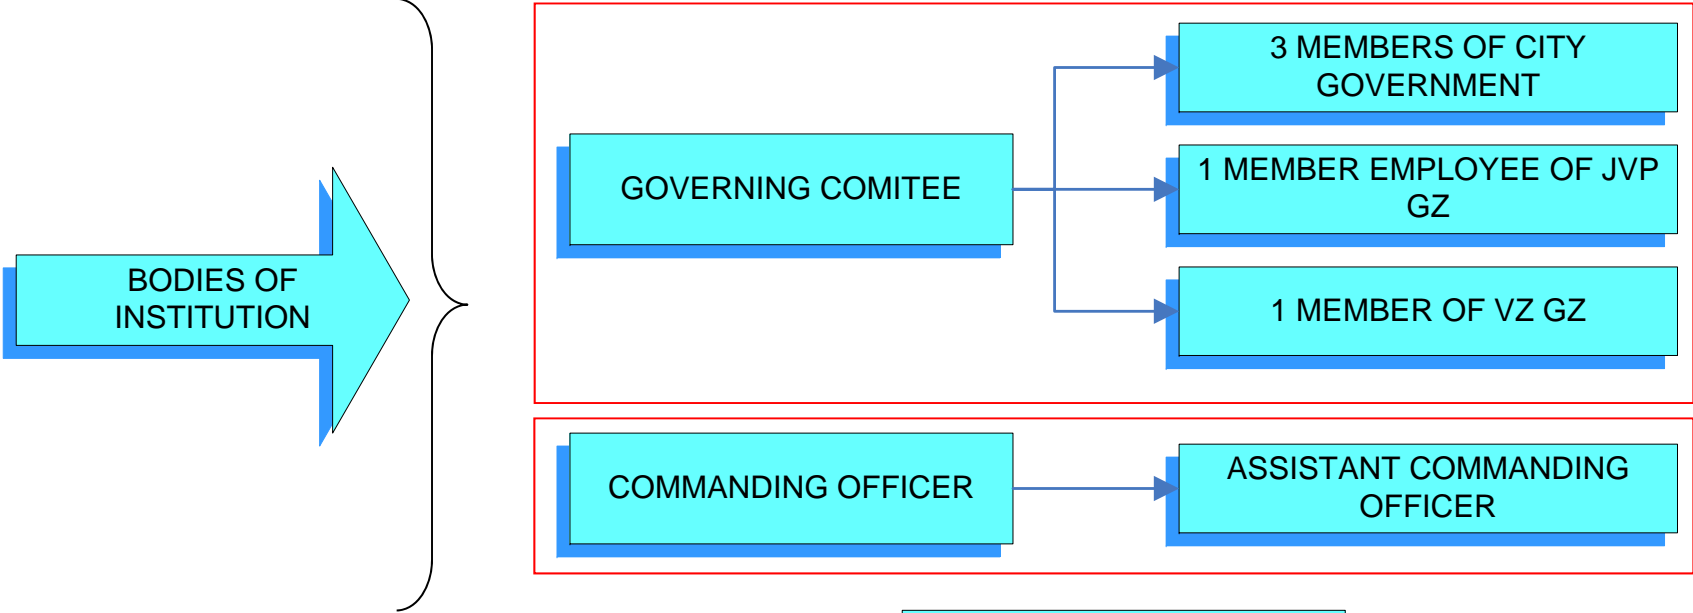 BODIES OF
INSTITUTION
GOVERNING COMITEE
3 MEMBERS OF CITY
GOVERNMENT
1 MEMBER EMPLOYEE OF JVP
GZ
1 MEMBER OF VZ GZ
COMMANDING OFFICER
ASSISTANT COMMANDING
OFFICER